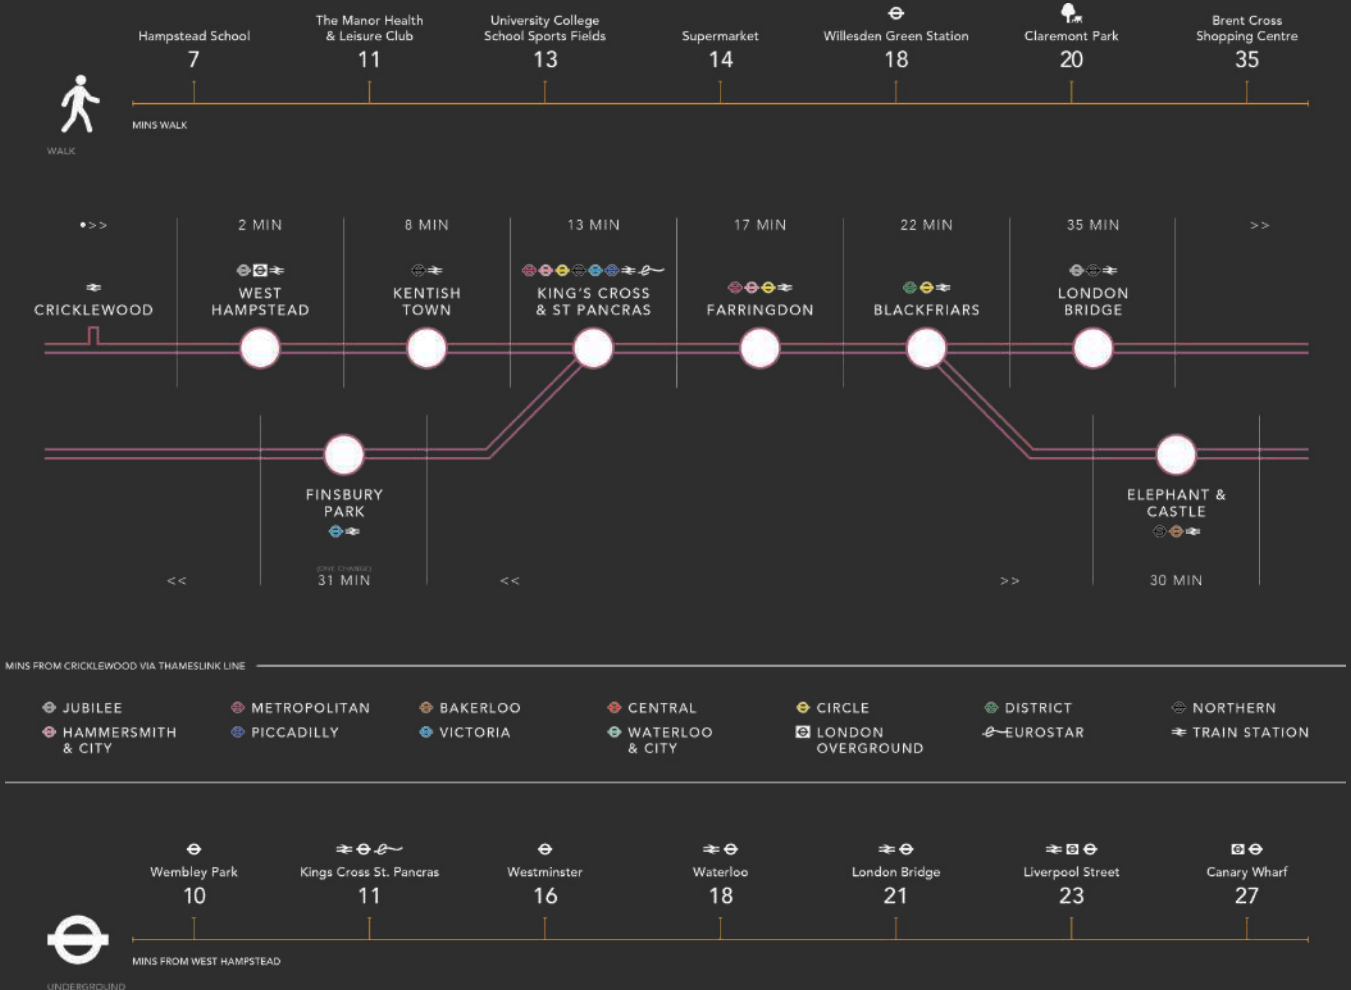 Hampstead School
7
The Manor Health
& Leisure Club
11
University College
School Sports Fields
13
Supermarket
14
Willesden Green Station
18
Claremont Park
20
Brent Cross
Shopping Centre
35
MINS WALK
WALK
•>>
2 MIN
8 MIN
13 MIN
17 MIN
22 MIN
35 MIN
>>
CRICKLEWOOD
WEST
HAMPSTEAD
KENTISH
TOWN
KING'S CROSS
& ST PANCRAS
FARRINGDON
BLACKFRIARS
LONDON
BRIDGE
FINSBURY
PARK
ELEPHANT &
CASTLE
<<
(ONE CHANGE)
31 MIN
<<
>>
30 MIN
MINS FROM CRICKLEWOOD VIA THAMESLINK LINE
JUBILEE
METROPOLITAN
BAKERLOO
CENTRAL
CIRCLE
DISTRICT
NORTHERN
HAMMERSMITH
& CITY
PICCADILLY
VICTORIA
WATERLOO
& CITY
LONDON
OVERGROUND
EUROSTAR
TRAIN STATION
Wembley Park
10
Kings Cross St. Pancras
11
Westminster
16
Waterloo
18
London Bridge
21
Liverpool Street
23
Canary Wharf
27
MINS FROM WEST HAMPSTEAD
UNDERGROUND